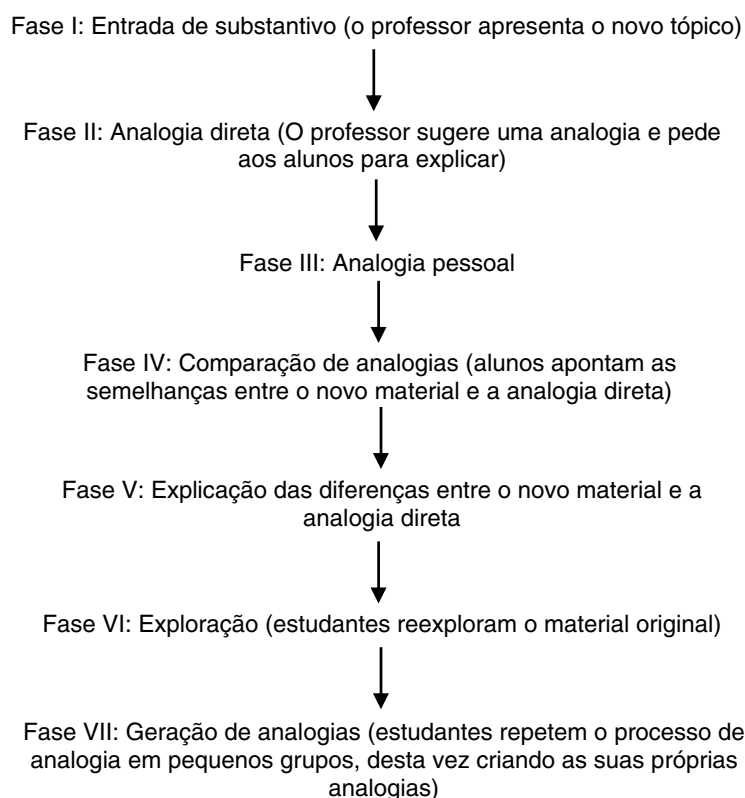 Fase I: Entrada de substantivo (o professor apresenta o novo tópico)
Fase II: Analogia direta (O professor sugere uma analogia e pede
aos alunos para explicar)
Fase III: Analogia pessoal
Fase IV: Comparação de analogias (alunos apontam as
semelhanças entre o novo material e a analogia direta)
Fase V: Explicação das diferenças entre o novo material e a
analogia direta
Fase VI: Exploração (estudantes reexploram o material original)
Fase VII: Geração de analogias (estudantes repetem o processo de
analogia em pequenos grupos, desta vez criando as suas próprias
analogias)